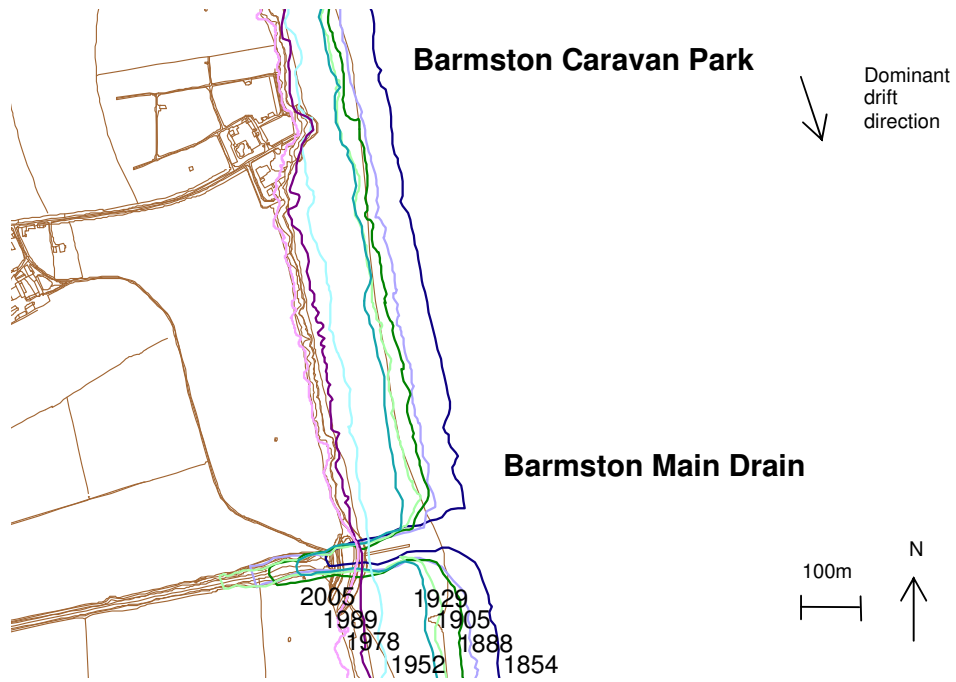 Barmston Caravan Park
Dominant
drift
direction
Barmston Main Drain
N
100m
2005
1989
1978
1952
1929
1905
1888
1854